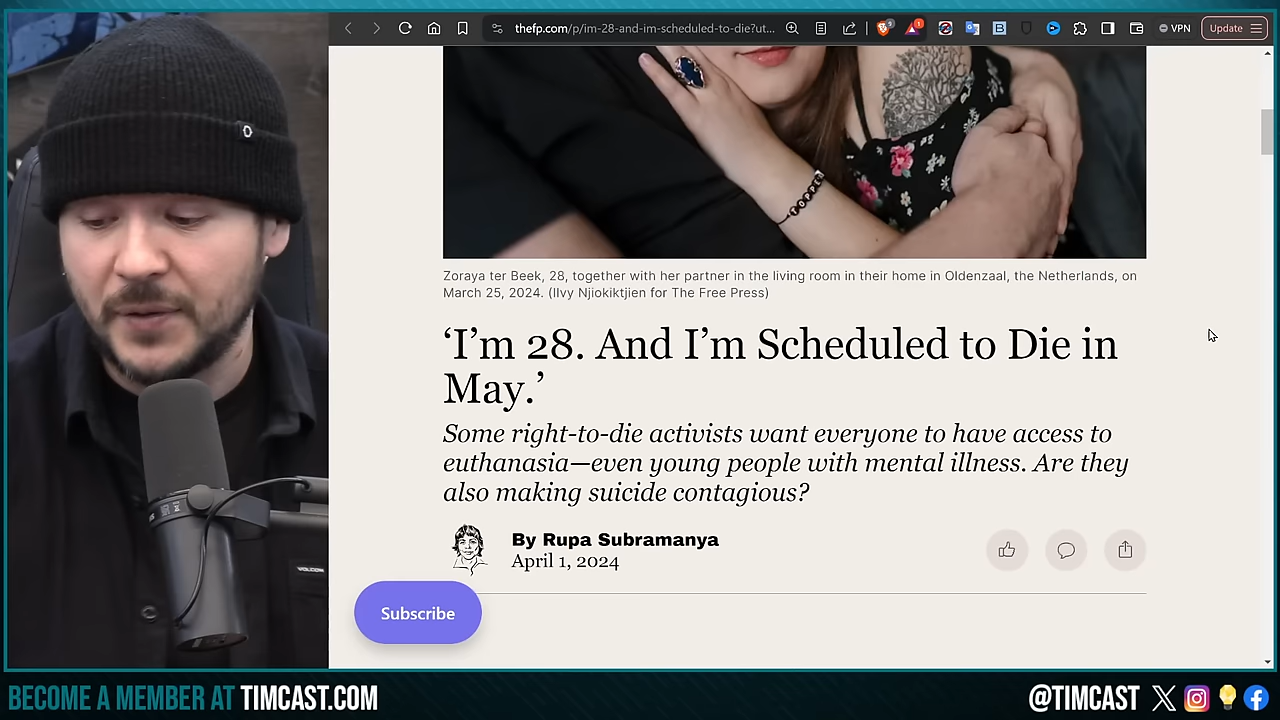 thefp.com/p/im-28-and-im-scheduled-to-die?ut...
VPN
Update
TOPPER
Zoraya ter Beek, 28, together with her partner in the living room in their home in Oldenzaal, the Netherlands, on
March 25, 2024. (Ilvy Njiokiktjien for The Free Press)
‘I’m 28. And I’m Scheduled to Die in
May.’
Some right-to-die activists want everyone to have access to
euthanasia—even young people with mental illness. Are they
also making suicide contagious?
By Rupa Subramanya
April 1, 2024
Subscribe
VOLCOM
BECOME A MEMBER AT TIMCAST.COM
@TIMCAST